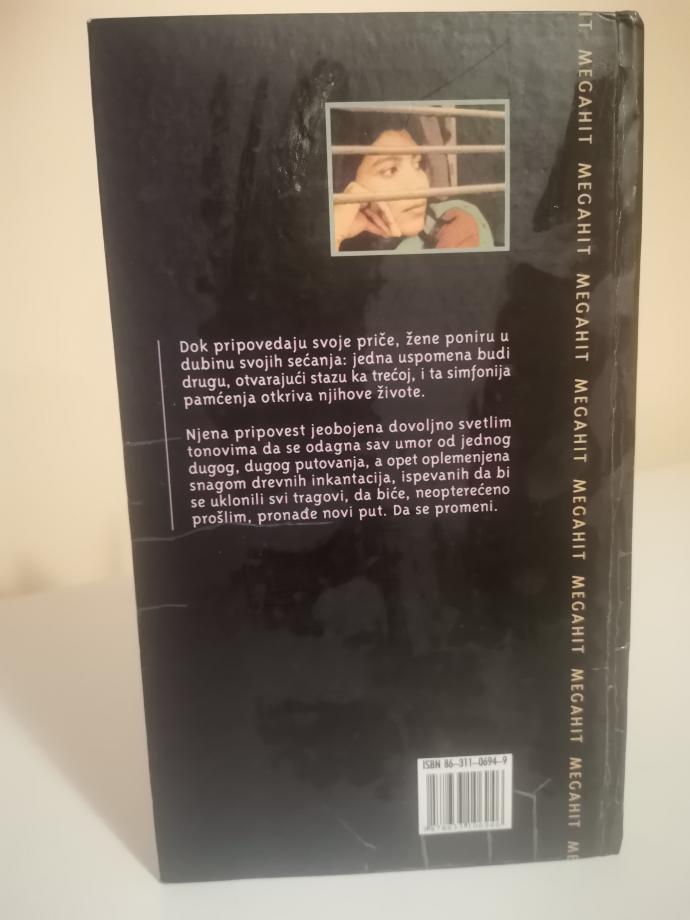 Dok pripovedaju svoje priče, žene poniru u
dubinu svojih sećanja: jedna uspomena budi
drugu, otvarajući stazu ka trećoj, i ta simfonija
pamćenja otkriva njihove živote.
Njena pripovest jeobojena dovoljno svetlim
tonovima da se odagna sav umor od jednog
dugog, dugog putovanja, a opet oplemenjena
snagom drevnih inkantacija, ispevanih da bi
se uklonili svi tragovi, da biće, neopterećeno
prošlim, pronađe novi put. Da se promeni.
ISBN 86-311-0694-9
IT MEGAHIT MEGAHIT MEGAHIT MEGAHIT MEGAHIT MEGAHIT MEGAHIT MEGAHIT ME